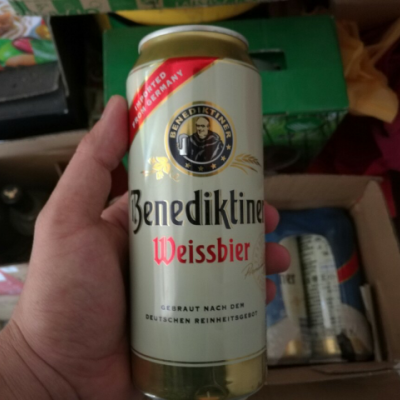 IMPORTED
FROM GERMANY
BENEDIKTINER
Benediktiner
Weissbier
GEBRAUT NACH DEM
DEUTSCHEN REINHEITSGEBOT